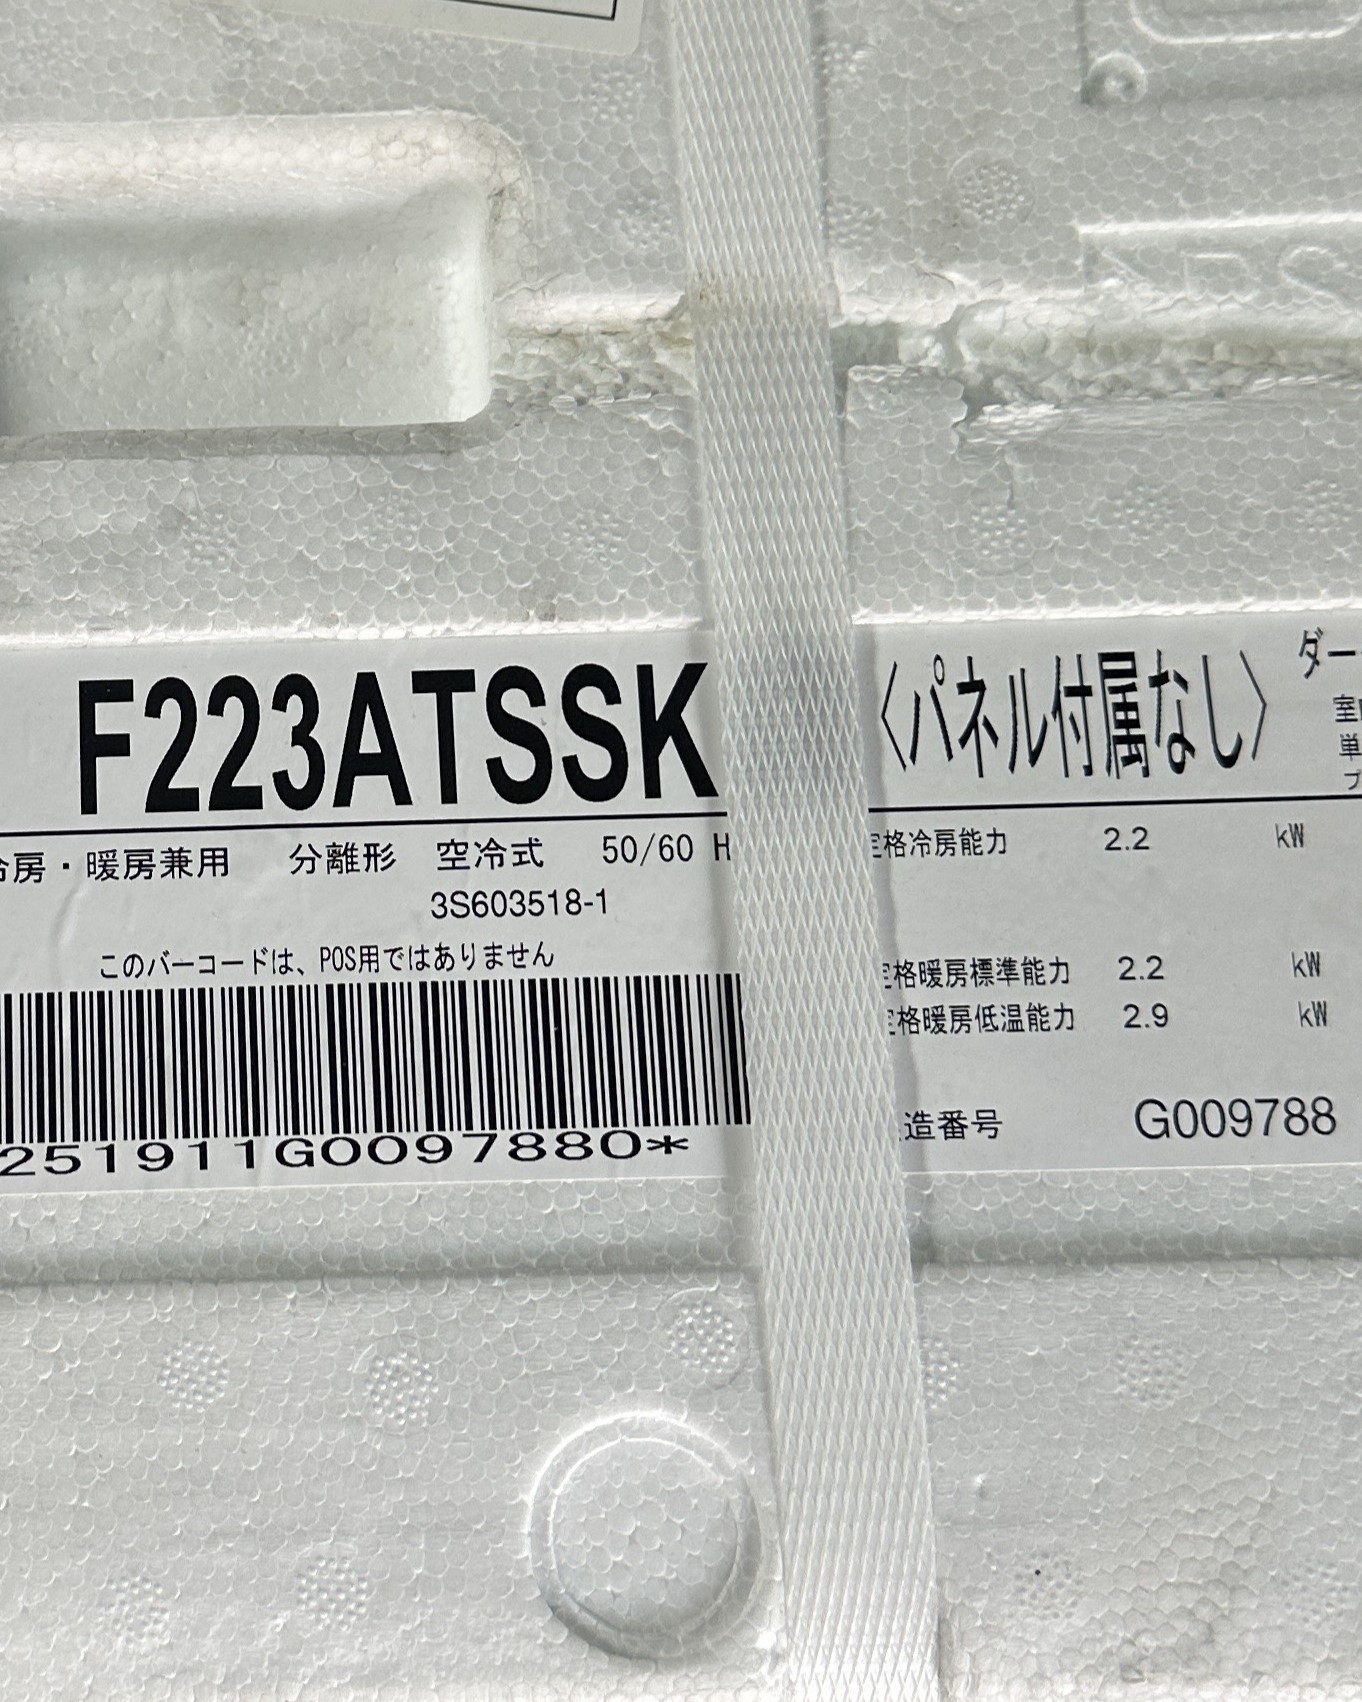 F223ATSSK 〈パネル付属なし〉 ダー
房・暖房兼用 分離形 空冷式 50/60 H
3S603518-1
このバーコードは、POS用ではありません
251911G0097880*
格冷房能力 2.2 kW
格暖房標準能力 2.2 kW
格暖房低温能力 2.9 kW
造番号 G009788